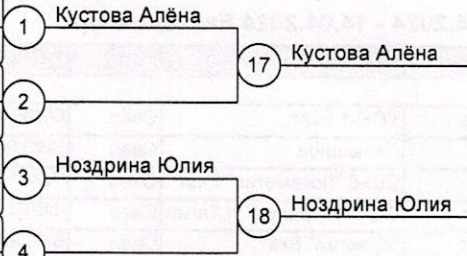 1 Кустова Алёна
17 Кустова Алёна
2
3 Ноздрина Юлия
18 Ноздрина Юлия
4